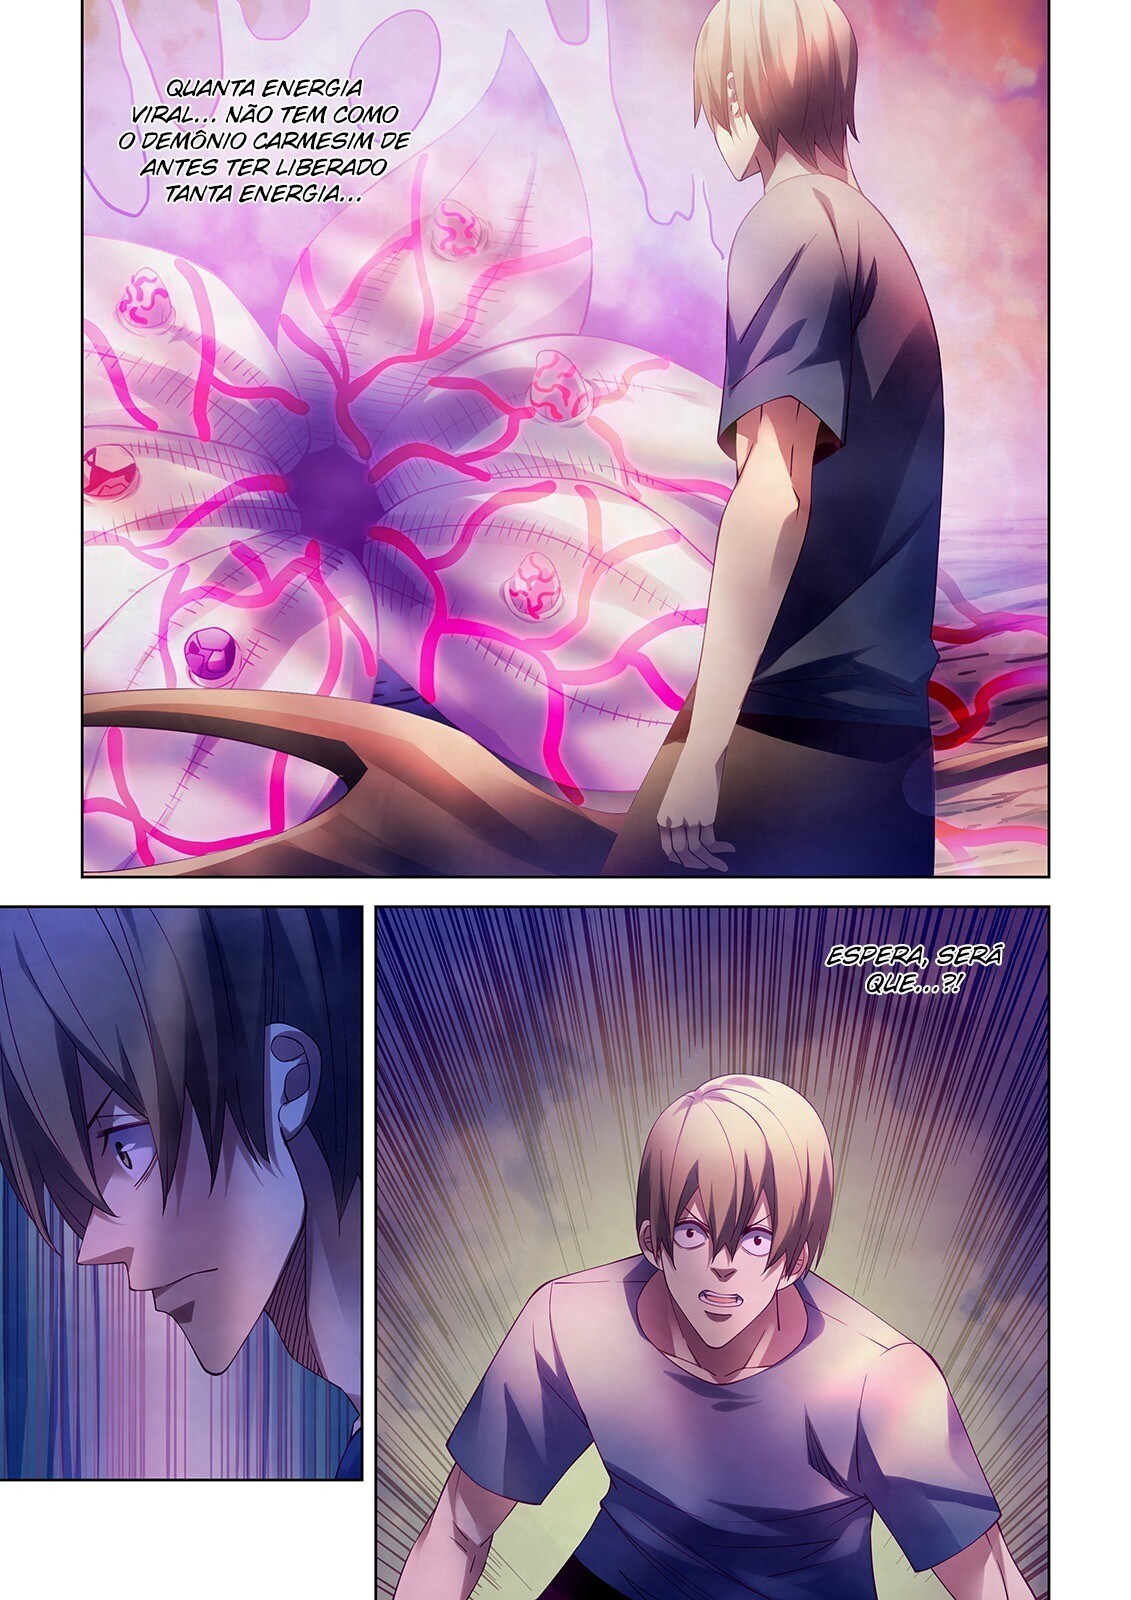 QUANTA ENERGIA
VIRAL... NÃO TEM COMO
O DEMÔNIO CARMESIM DE
ANTES TER LIBERADO
TANTA ENERGIA...
ESPERA, SERÁ
QUE...?!